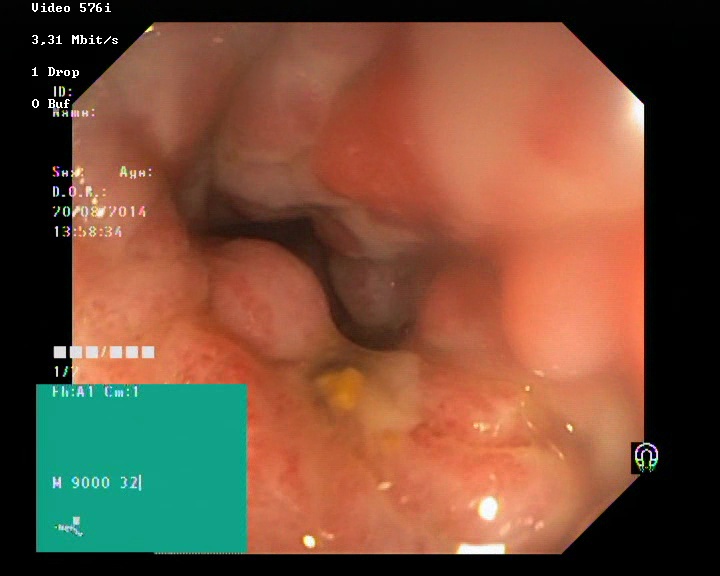 Video 576i
3,31 Mbit/s
1 Drop
ID:
0 Buf
Name:
Sex: Age:
D.O.B.:
20/08/2014
13:58:34
1/7
Eh:A1 Cm:1
M 9000 32